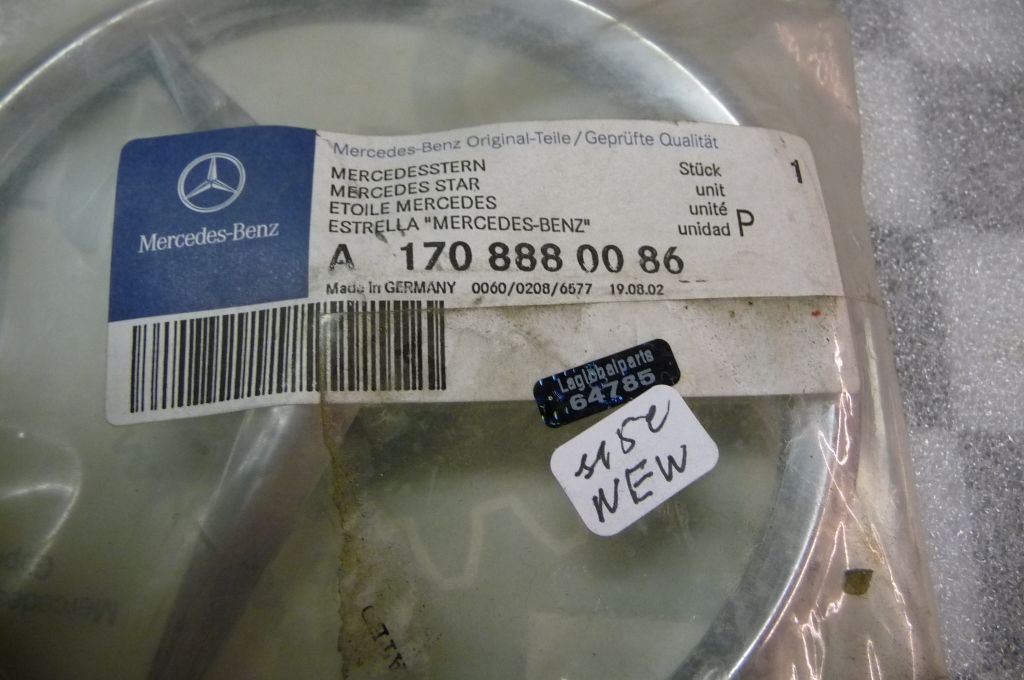 Mercedes-Benz Original-Teile / Geprüfte Qualität
MERCEDESSTERN
MERCEDES STAR
ETOILE MERCEDES
ESTRELLA "MERCEDES-BENZ"
Stück 1
unit
unité
unidad P
A 170 888 00 86
Made in GERMANY 0060/0208/6577 19.08.02
Mercedes-Benz
Laglobalparts
64785
NEW